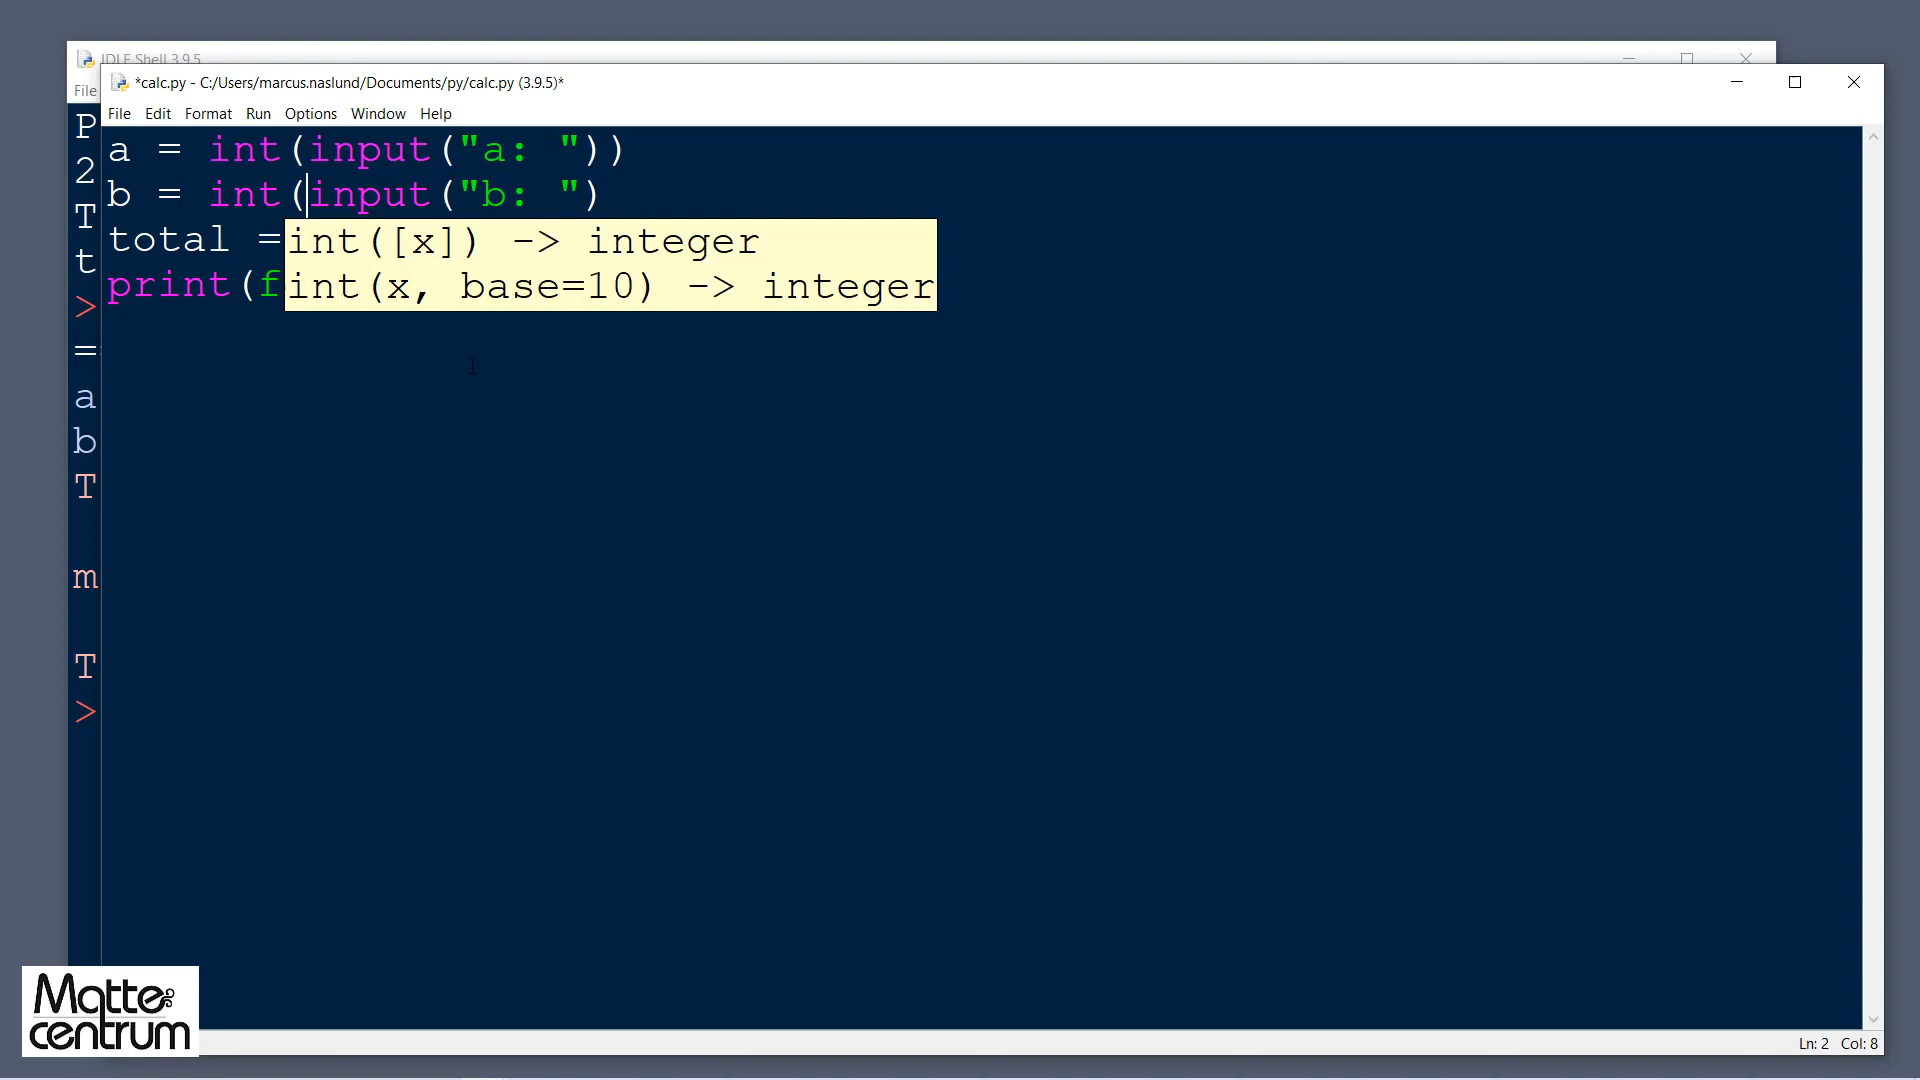 IDLE Shell 3.9.5
File
*calc.py - C:/Users/marcus.naslund/Documents/py/calc.py (3.9.5)*
File Edit Format Run Options Window Help
P
2
T
t
>
=
a
b
T
m
T
>
a = int(input("a: "))
b = int(input("b: ")
total =
print(f
int([x]) -> integer
int(x, base=10) -> integer
Matte
centrum
Ln: 2 Col: 8